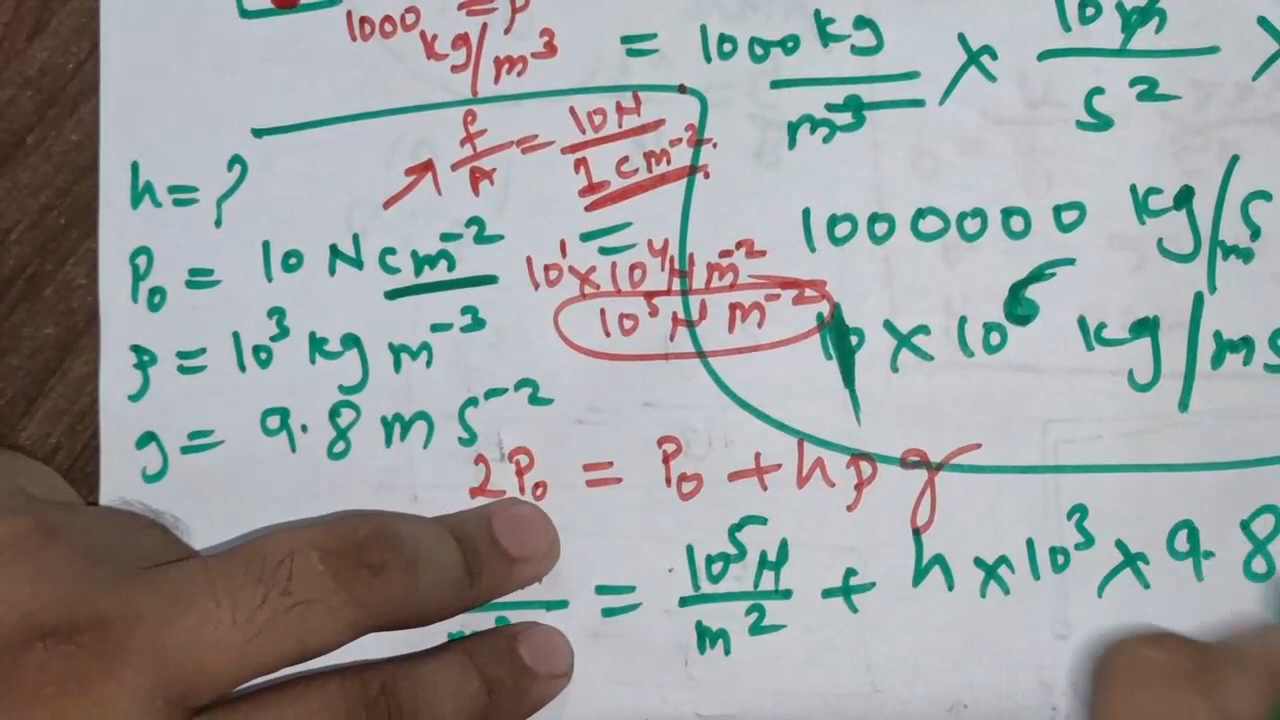 1000 = ρ
kg/m³
= 1000 kg/m³ × 10 m/s² ×
f/A = 10 N/1 cm⁻²
h = ?
P₀ = 10 N cm⁻²
=
10¹ × 10⁴ N m⁻²
10⁵ N m⁻²
ρ = 10³ kg m⁻³
g = 9.8 m s⁻²
1000000 kg/m s
10 × 10⁶ kg/ms
2P₀ = P₀ + hρg
= 10⁵ N/m² + h × 10³ × 9.8